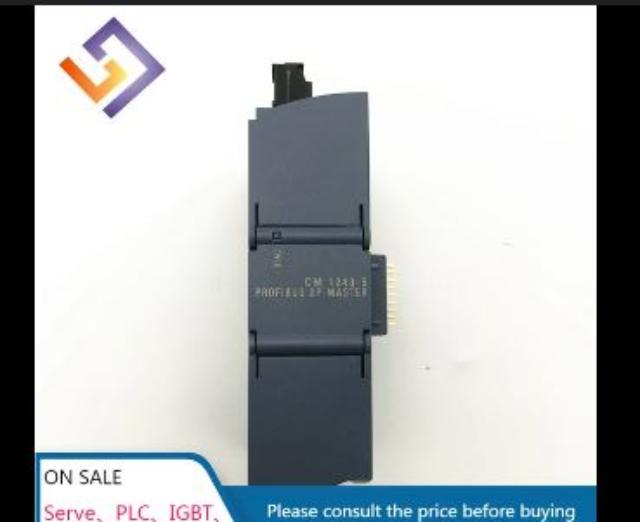 CM 1243-5
PROFIBUS DP MASTER
ON SALE
Serve、PLC、IGBT、
Please consult the price before buying